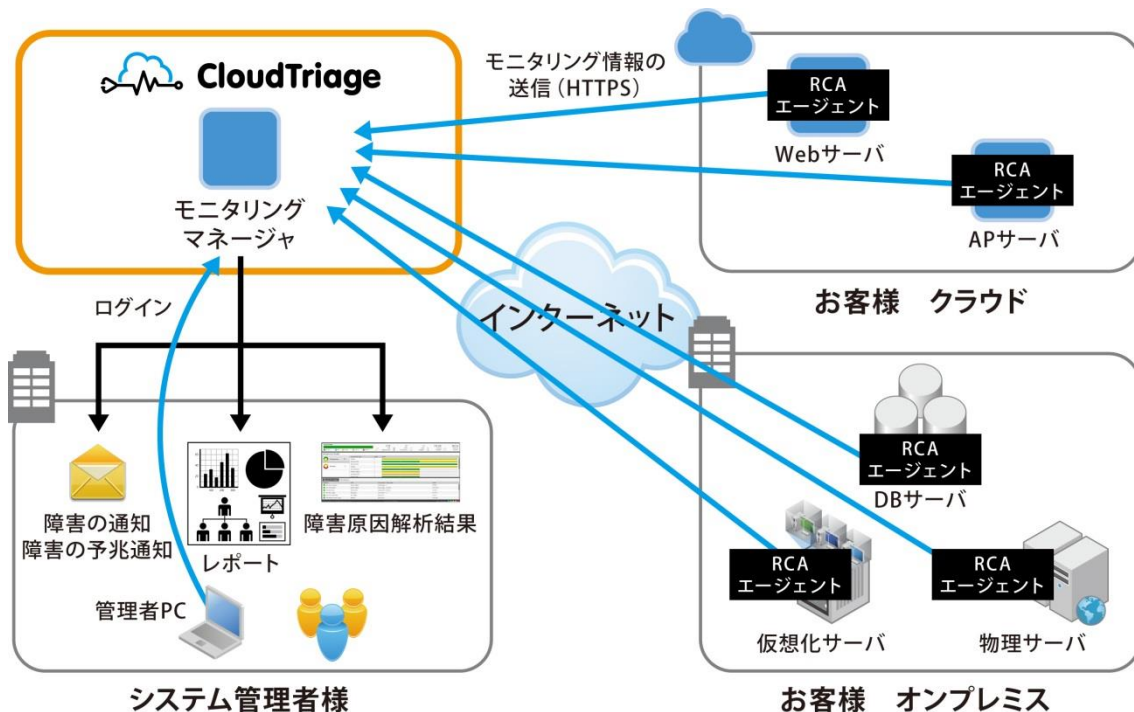 CloudTriage
モニタリング
マネージャ
モニタリング情報の
送信（HTTPS）
RCA
エージェント
Webサーバ
RCA
エージェント
APサーバ
お客様　クラウド
インターネット
ログイン
障害の通知
障害の予兆通知
レポート
障害原因解析結果
管理者PC
システム管理者様
RCA
エージェント
DBサーバ
RCA
エージェント
仮想化サーバ
RCA
エージェント
物理サーバ
お客様　オンプレミス